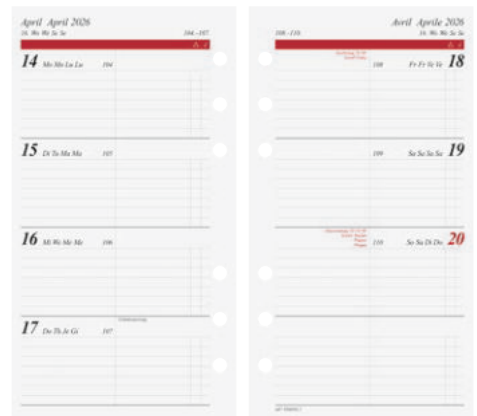 April April 2026
16. Wo We Se Se
104 -107
14 Mo Mo Lu Lu 104
15 Di Tu Ma Ma 105
16 Mi We Me Me 106
17 Do Th Je Gi 107
Avril Aprile 2026
108 -110
16. Wo We Se Se
108 Fr Fr Ve Ve 18
109 Sa Sa Sa Sa 19
110 So Su Di Do 20